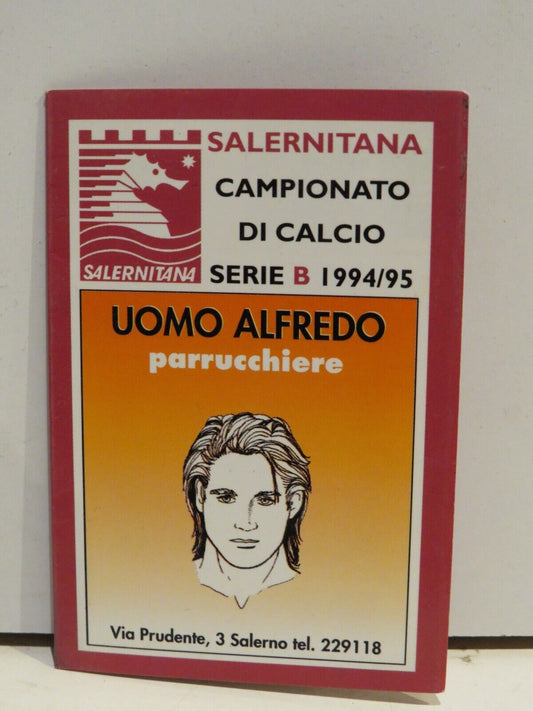 SALERNITANA
SALERNITANA
CAMPIONATO
DI CALCIO
SERIE B 1994/95
UOMO ALFREDO
parrucchiere
Via Prudente, 3 Salerno tel. 229118